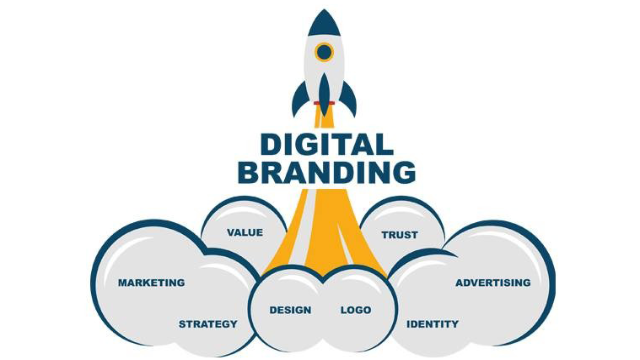 DIGITAL
BRANDING
VALUE
TRUST
MARKETING
ADVERTISING
DESIGN
LOGO
STRATEGY
IDENTITY